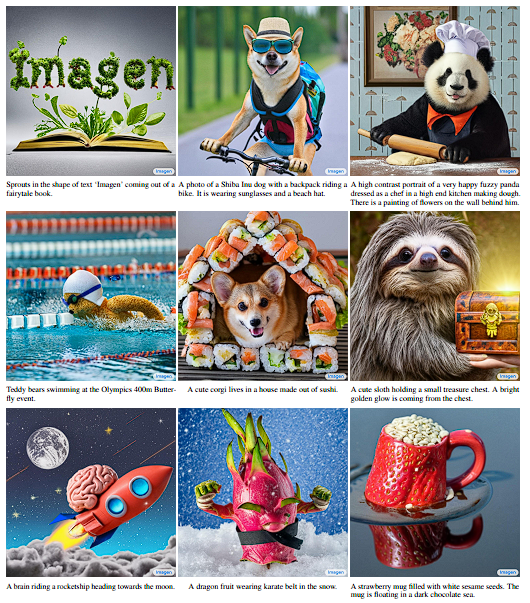 Imagen
Imagen
Imagen
Imagen
Sprouts in the shape of text 'Imagen' coming out of a
fairytale book.
A photo of a Shiba Inu dog with a backpack riding a
bike. It is wearing sunglasses and a beach hat.
A high contrast portrait of a very happy fuzzy panda
dressed as a chef in a high end kitchen making dough.
There is a painting of flowers on the wall behind him.
Imagen
Imagen
Imagen
Teddy bears swimming at the Olympics 400m Butter-
fly event.
A cute corgi lives in a house made out of sushi.
A cute sloth holding a small treasure chest. A bright
golden glow is coming from the chest.
Imagen
Imagen
Imagen
A brain riding a rocketship heading towards the moon.
A dragon fruit wearing karate belt in the snow.
A strawberry mug filled with white sesame seeds. The
mug is floating in a dark chocolate sea.